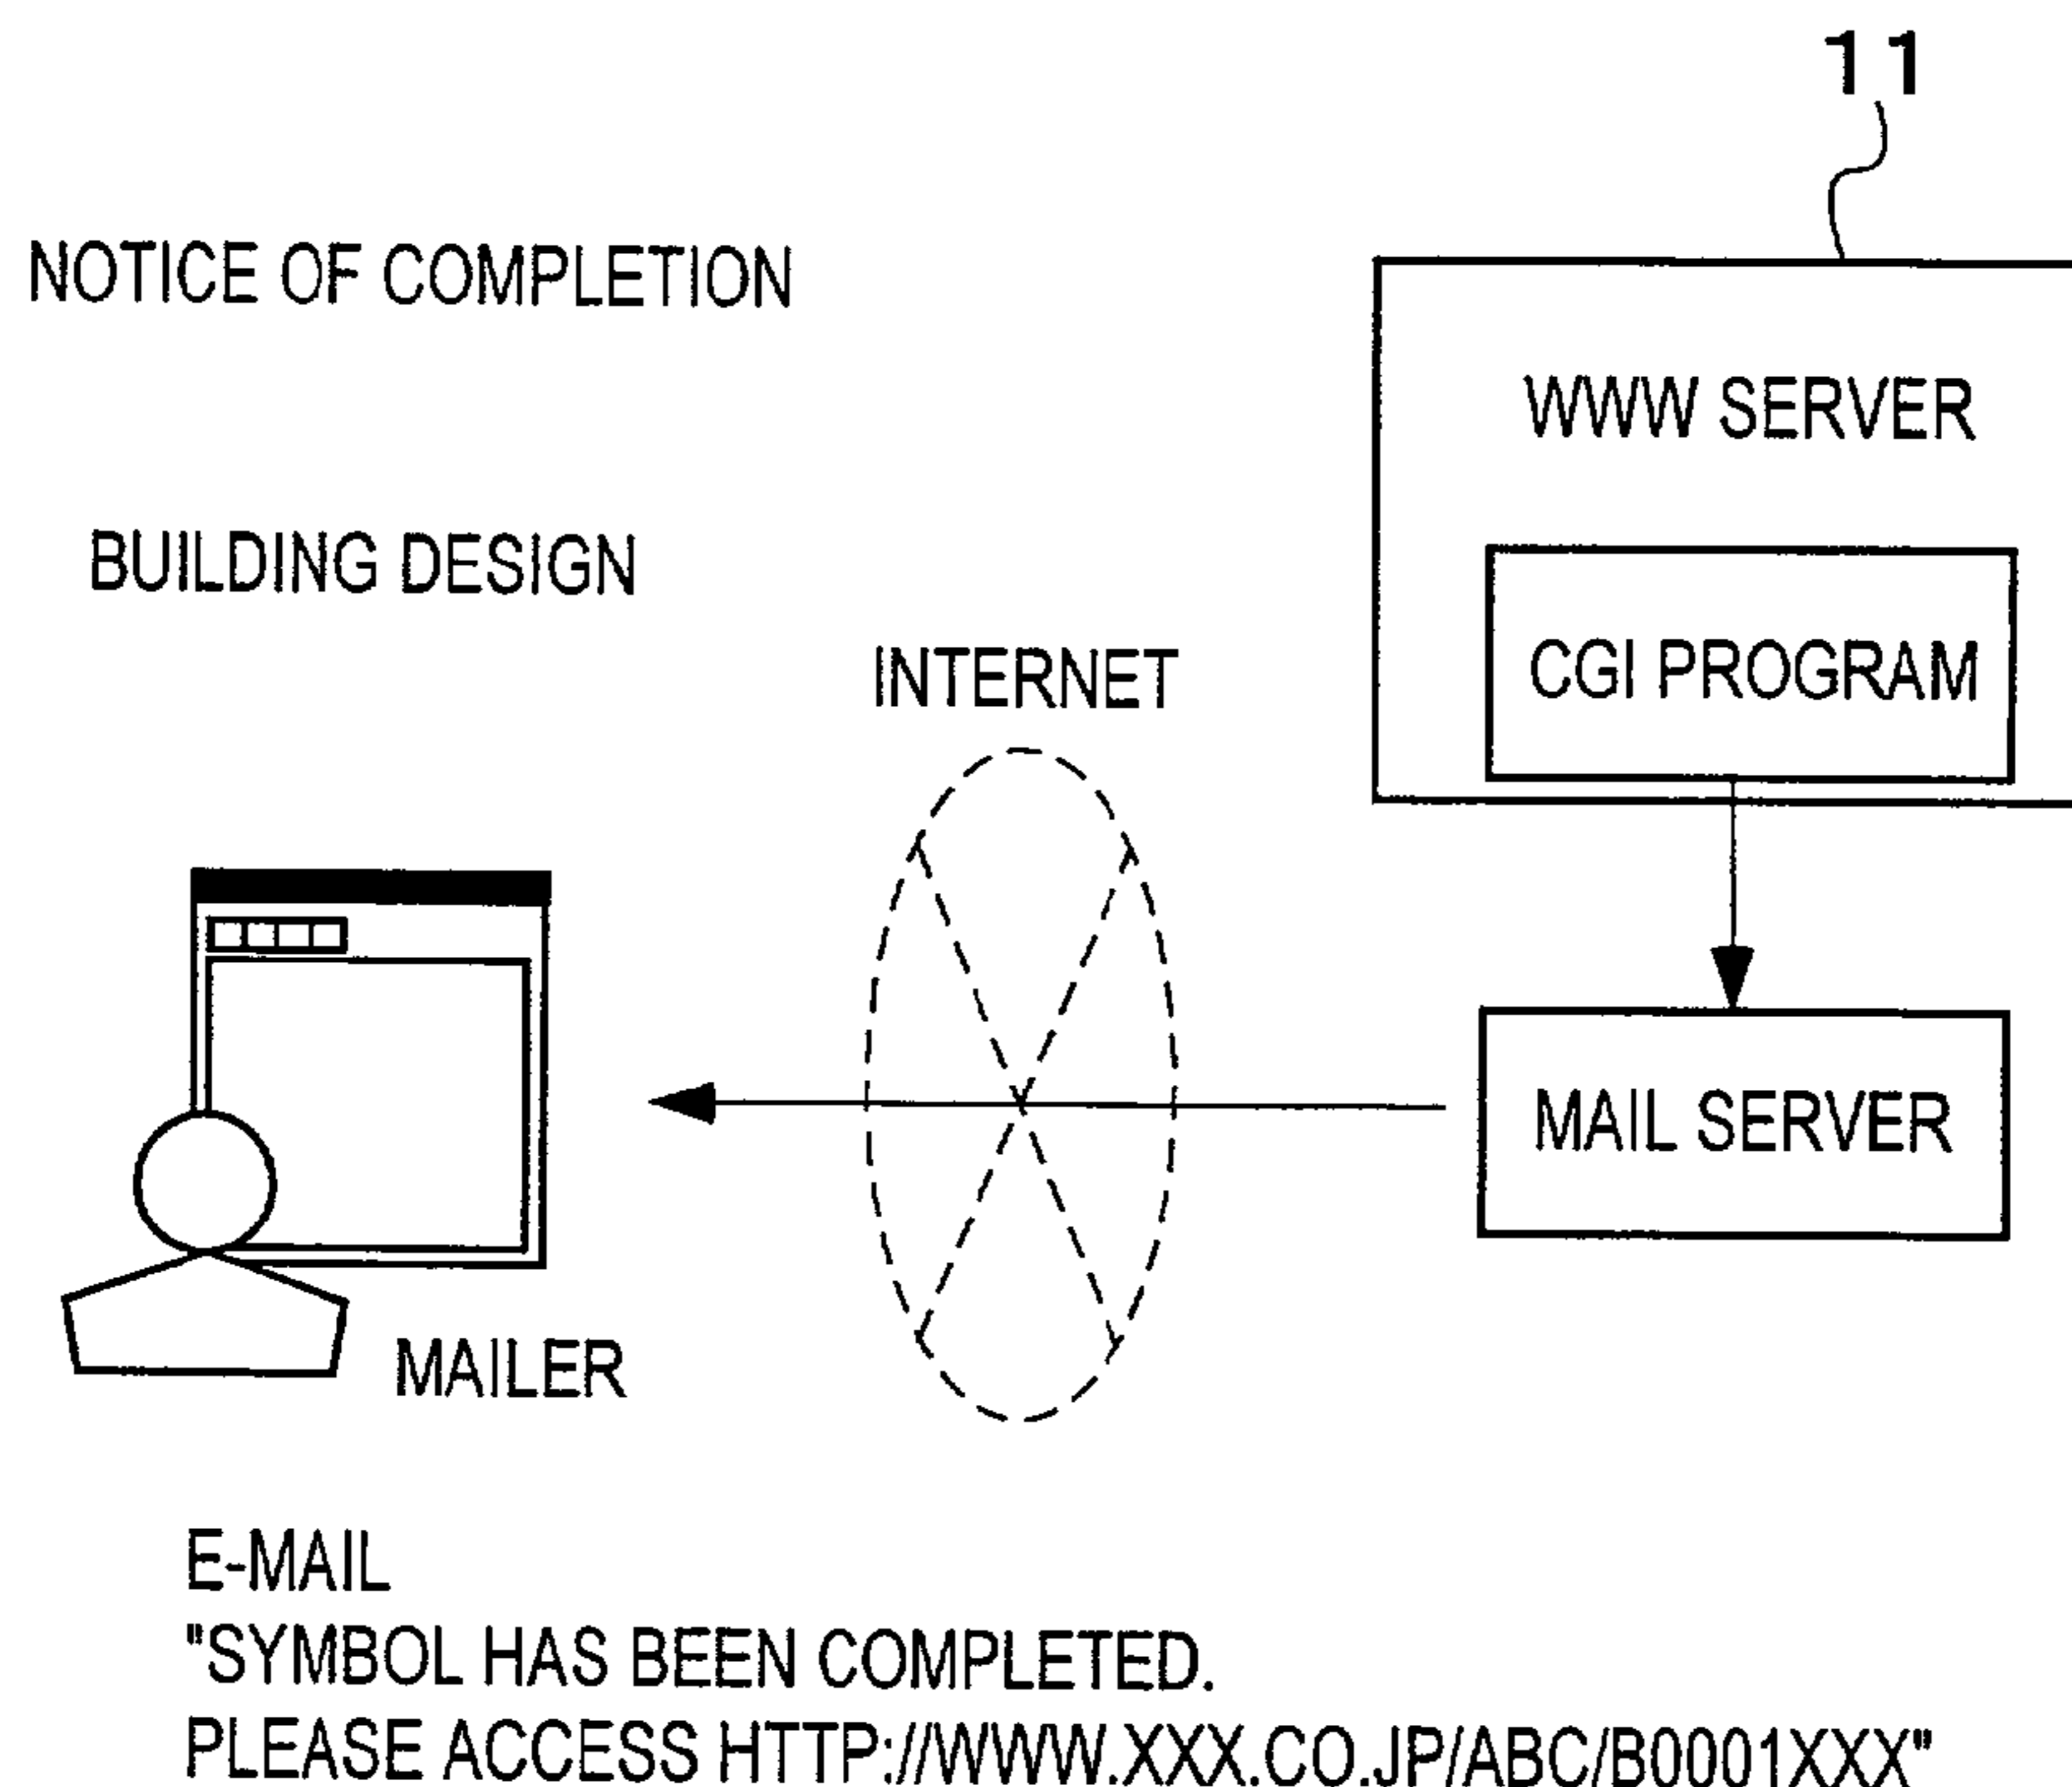 11
NOTICE OF COMPLETION
WWW SERVER
BUILDING DESIGN
CGI PROGRAM
INTERNET
MAIL SERVER
MAILER
E-MAIL
"SYMBOL HAS BEEN COMPLETED.
PLEASE ACCESS HTTP://WWW.XXX.CO.JP/ABC/B0001XXX"